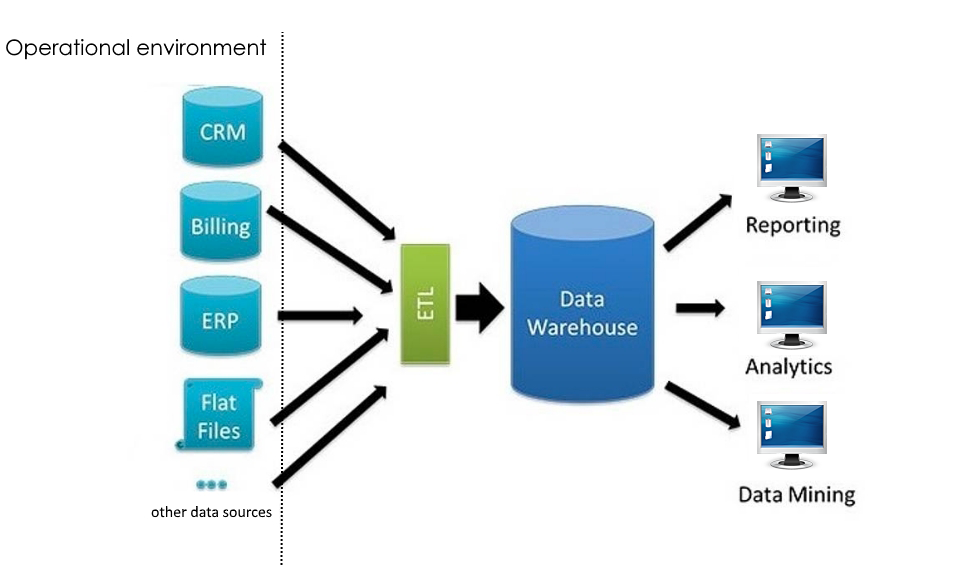 Operational environment
CRM
Billing
ERP
Flat
Files
other data sources
ETL
Data
Warehouse
Reporting
Analytics
Data Mining